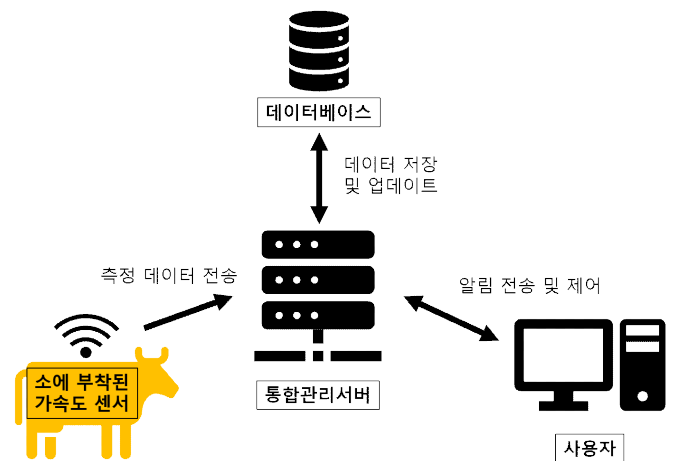 데이터베이스
데이터 저장
및 업데이트
측정 데이터 전송
알림 전송 및 제어
소에 부착된
가속도 센서
통합관리서버
사용자